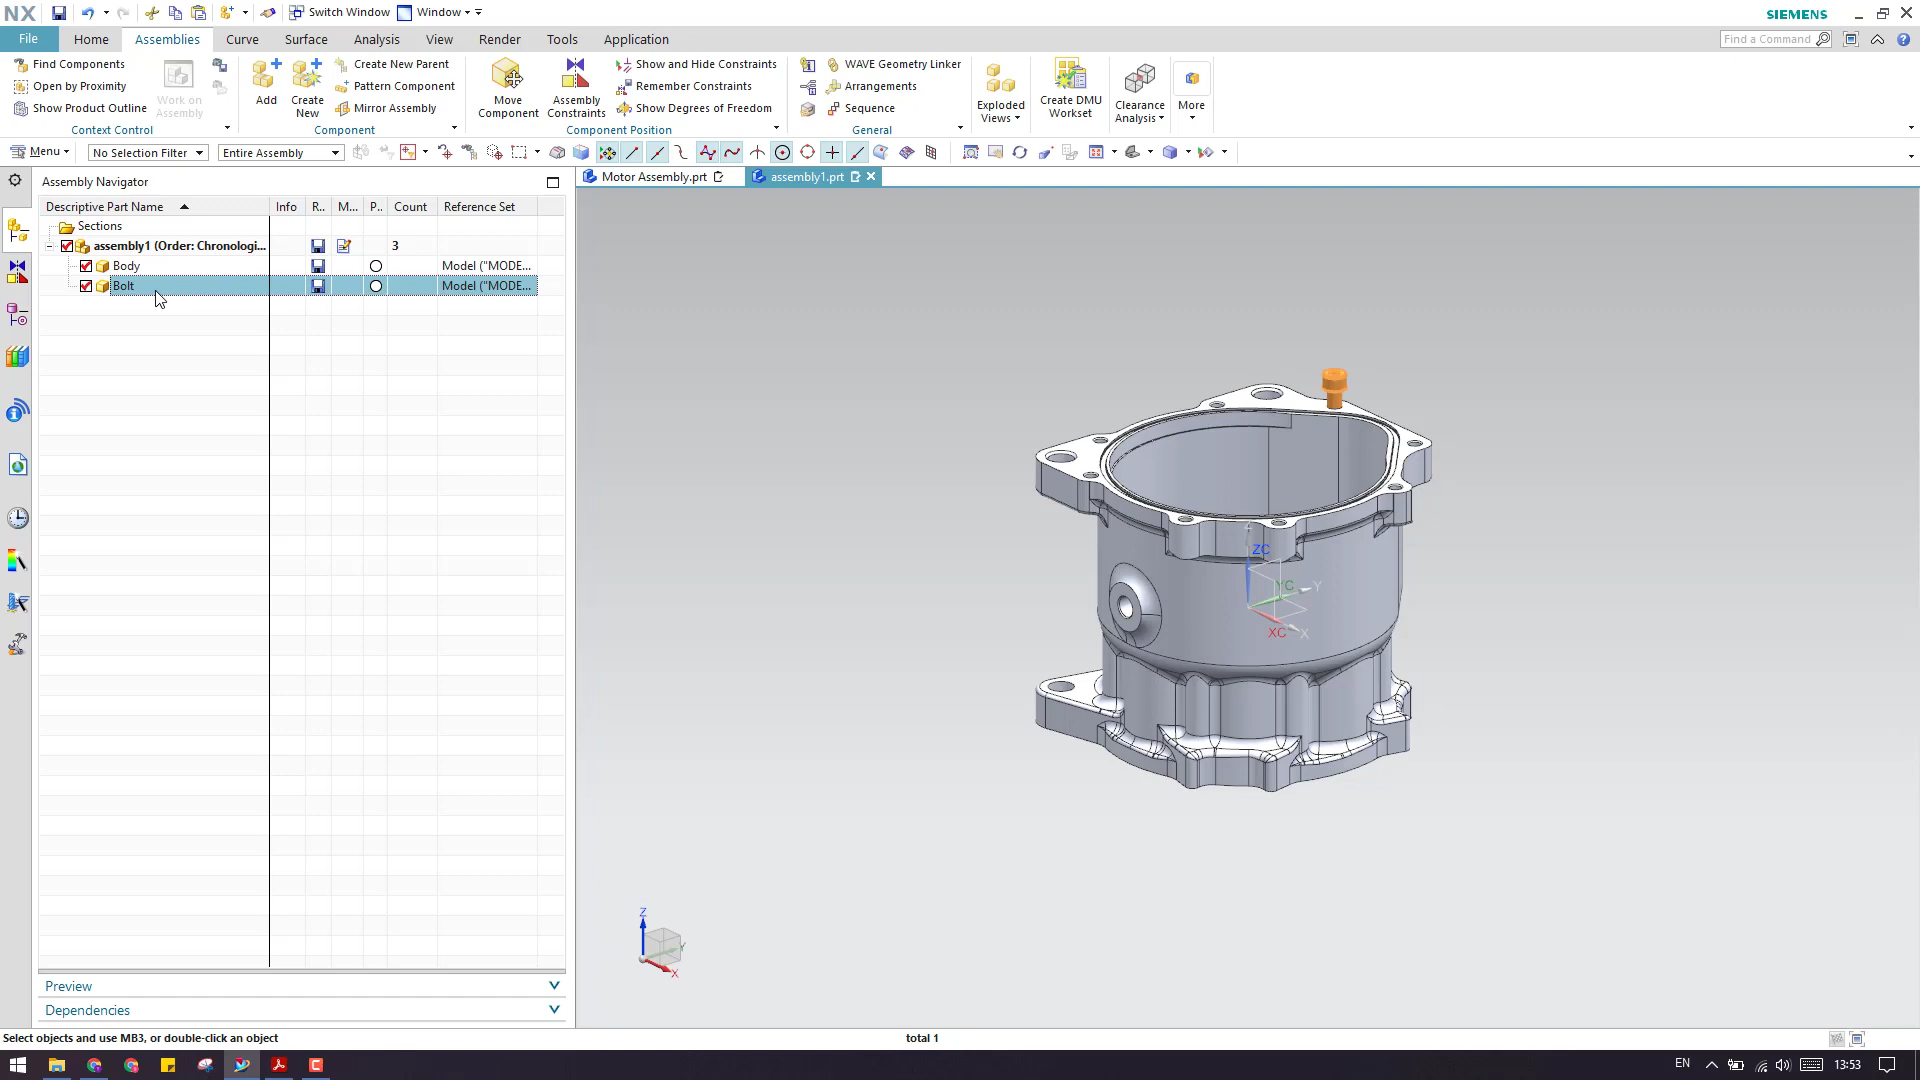 NX Switch Window Window SIEMENS
File Home Assemblies Curve Surface Analysis View Render Tools Application Find a Command
Find Components Create New Parent Show and Hide Constraints WAVE Geometry Linker
Open by Proximity Pattern Component Remember Constraints Arrangements
Show Product Outline Mirror Assembly Show Degrees of Freedom Sequence
Work on Assembly Add Create New Move Component Assembly Constraints Exploded Views Create DMU Workset Clearance Analysis More
Context Control Component Component Position General
Menu No Selection Filter Entire Assembly
Assembly Navigator Motor Assembly.prt assembly1.prt
Descriptive Part Name Info R.. M... P.. Count Reference Set
Sections
assembly1 (Order: Chronologi... 3
Body Model ("MODE...
Bolt Model ("MODE...
ZC
YC Y
XC X
Z
Y
X
Preview
Dependencies
Select objects and use MB3, or double-click an object total 1
EN 13:53